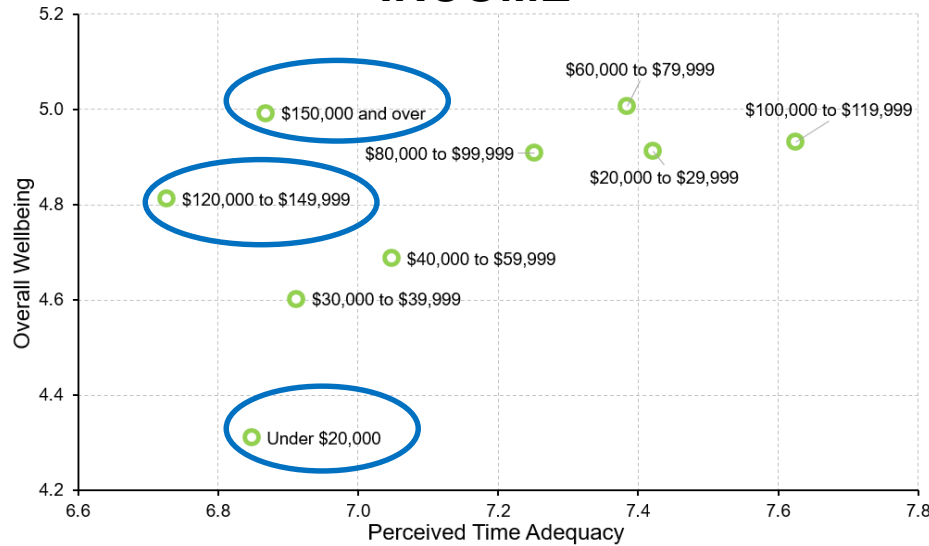 5.2
5.0
4.8
4.6
4.4
4.2
Overall Wellbeing
$60,000 to $79,999
$150,000 and over
$100,000 to $119,999
$80,000 to $99,999
$20,000 to $29,999
$120,000 to $149,999
$40,000 to $59,999
$30,000 to $39,999
Under $20,000
6.6 6.8 7.0 7.2 7.4 7.6 7.8
Perceived Time Adequacy